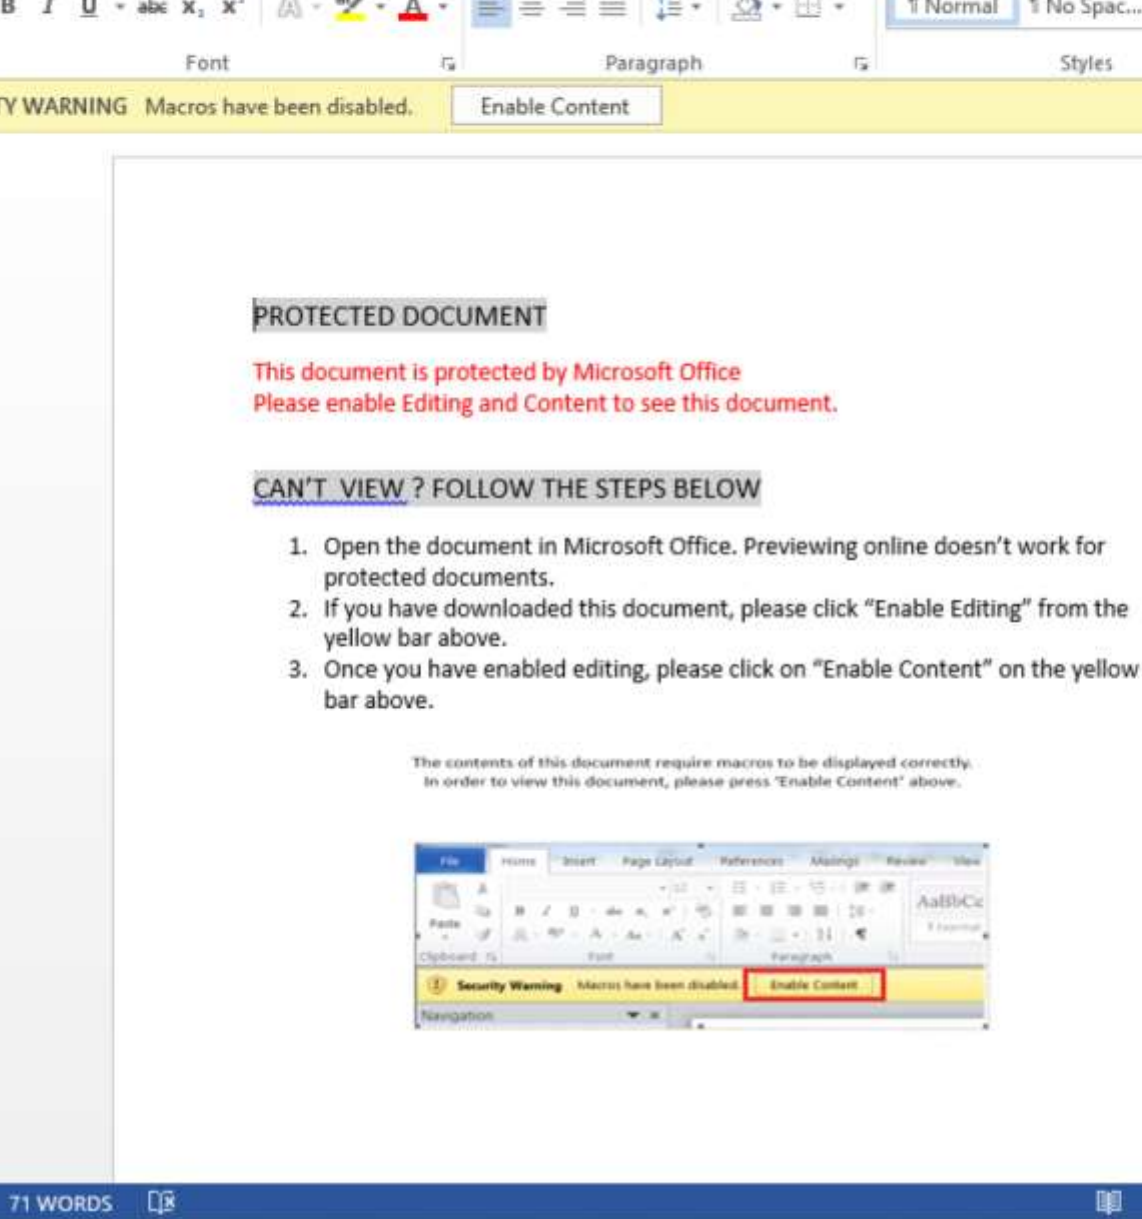 B I U abc X₂ X² A A
¶ Normal ¶ No Spac...
Font Paragraph Styles
TY WARNING Macros have been disabled. Enable Content
PROTECTED DOCUMENT
This document is protected by Microsoft Office
Please enable Editing and Content to see this document.
CAN'T VIEW ? FOLLOW THE STEPS BELOW
1. Open the document in Microsoft Office. Previewing online doesn't work for
protected documents.
2. If you have downloaded this document, please click “Enable Editing” from the
yellow bar above.
3. Once you have enabled editing, please click on “Enable Content” on the yellow
bar above.
The contents of this document require macros to be displayed correctly.
In order to view this document, please press 'Enable Content' above.
File Home Insert Page Layout References Mailings Review View
Paste
AaBbCc
¶ Normal
Clipboard Font Paragraph
Security Warning Macros have been disabled. Enable Content
Navigation
71 WORDS